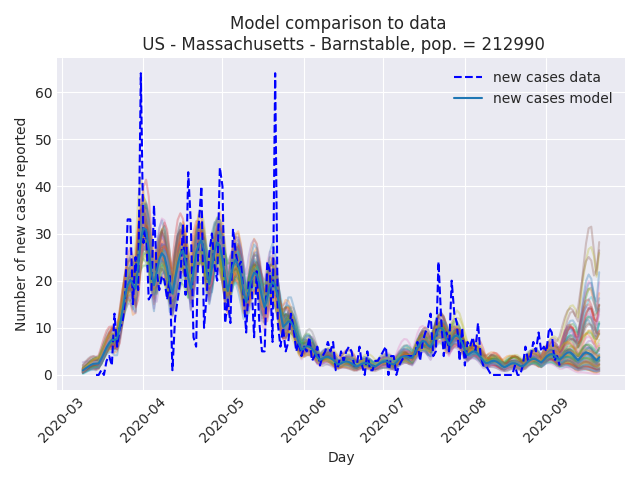 Model comparison to data
US - Massachusetts - Barnstable, pop. = 212990
new cases data
new cases model
Number of new cases reported
60
50
40
30
20
10
0
2020-03
2020-04
2020-05
2020-06
2020-07
2020-08
2020-09
Day